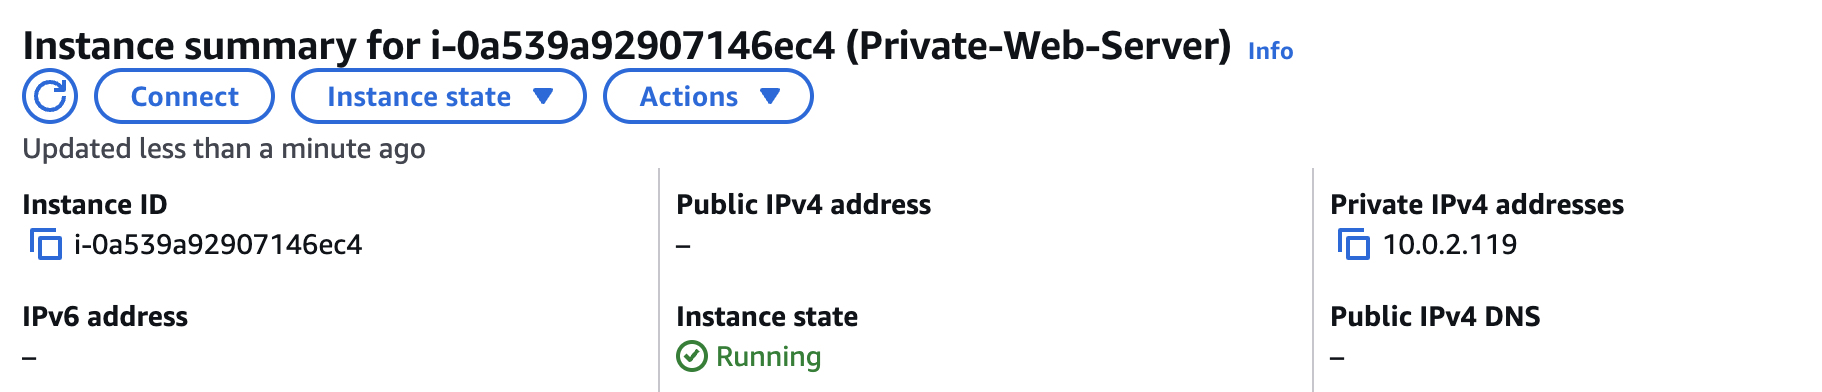 Instance summary for i-0a539a92907146ec4 (Private-Web-Server) Info
Connect Instance state Actions
Updated less than a minute ago
Instance ID
i-0a539a92907146ec4
Public IPv4 address
–
Private IPv4 addresses
10.0.2.119
IPv6 address
–
Instance state
Running
Public IPv4 DNS
–